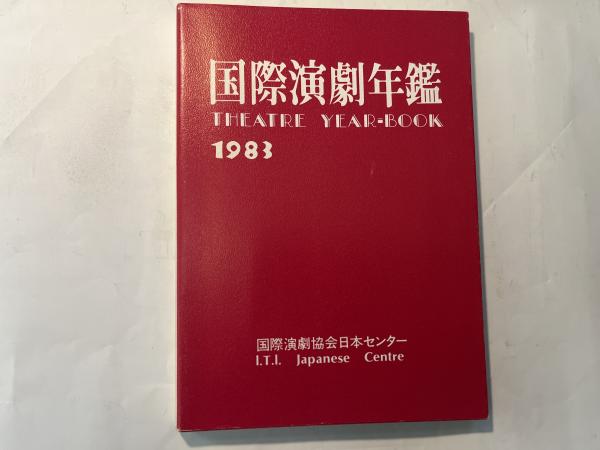 国際演劇年鑑
THEATRE YEAR-BOOK
1983
国際演劇協会日本センター
I.T.I. Japanese Centre